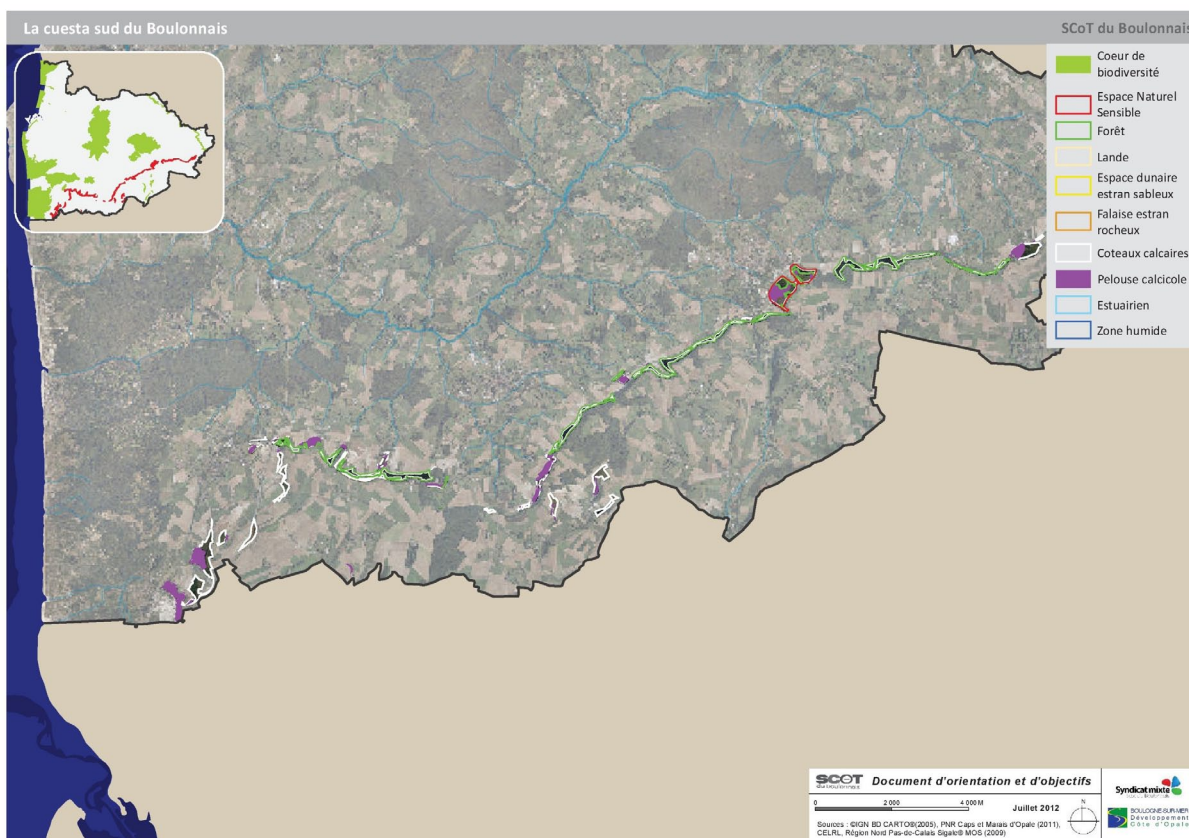 La cuesta sud du Boulonnais
SCoT du Boulonnais
Coeur de
biodiversité
Espace Naturel
Sensible
Forêt
Lande
Espace dunaire
estran sableux
Falaise estran
rocheux
Coteaux calcaires
Pelouse calcicole
Estuairien
Zone humide
SCOT
du boulonnais
Document d'orientation et d'objectifs
0 2 000 4 000 M
Juillet 2012
N
Sources : ©IGN BD CARTO®(2005), PNR Caps et Marais d'Opale (2011),
CELRL, Région Nord Pas-de-Calais Sigale® MOS (2009)
Syndicat mixte
BOULOGNE-SUR-MER
Développement
Côte d'Opale